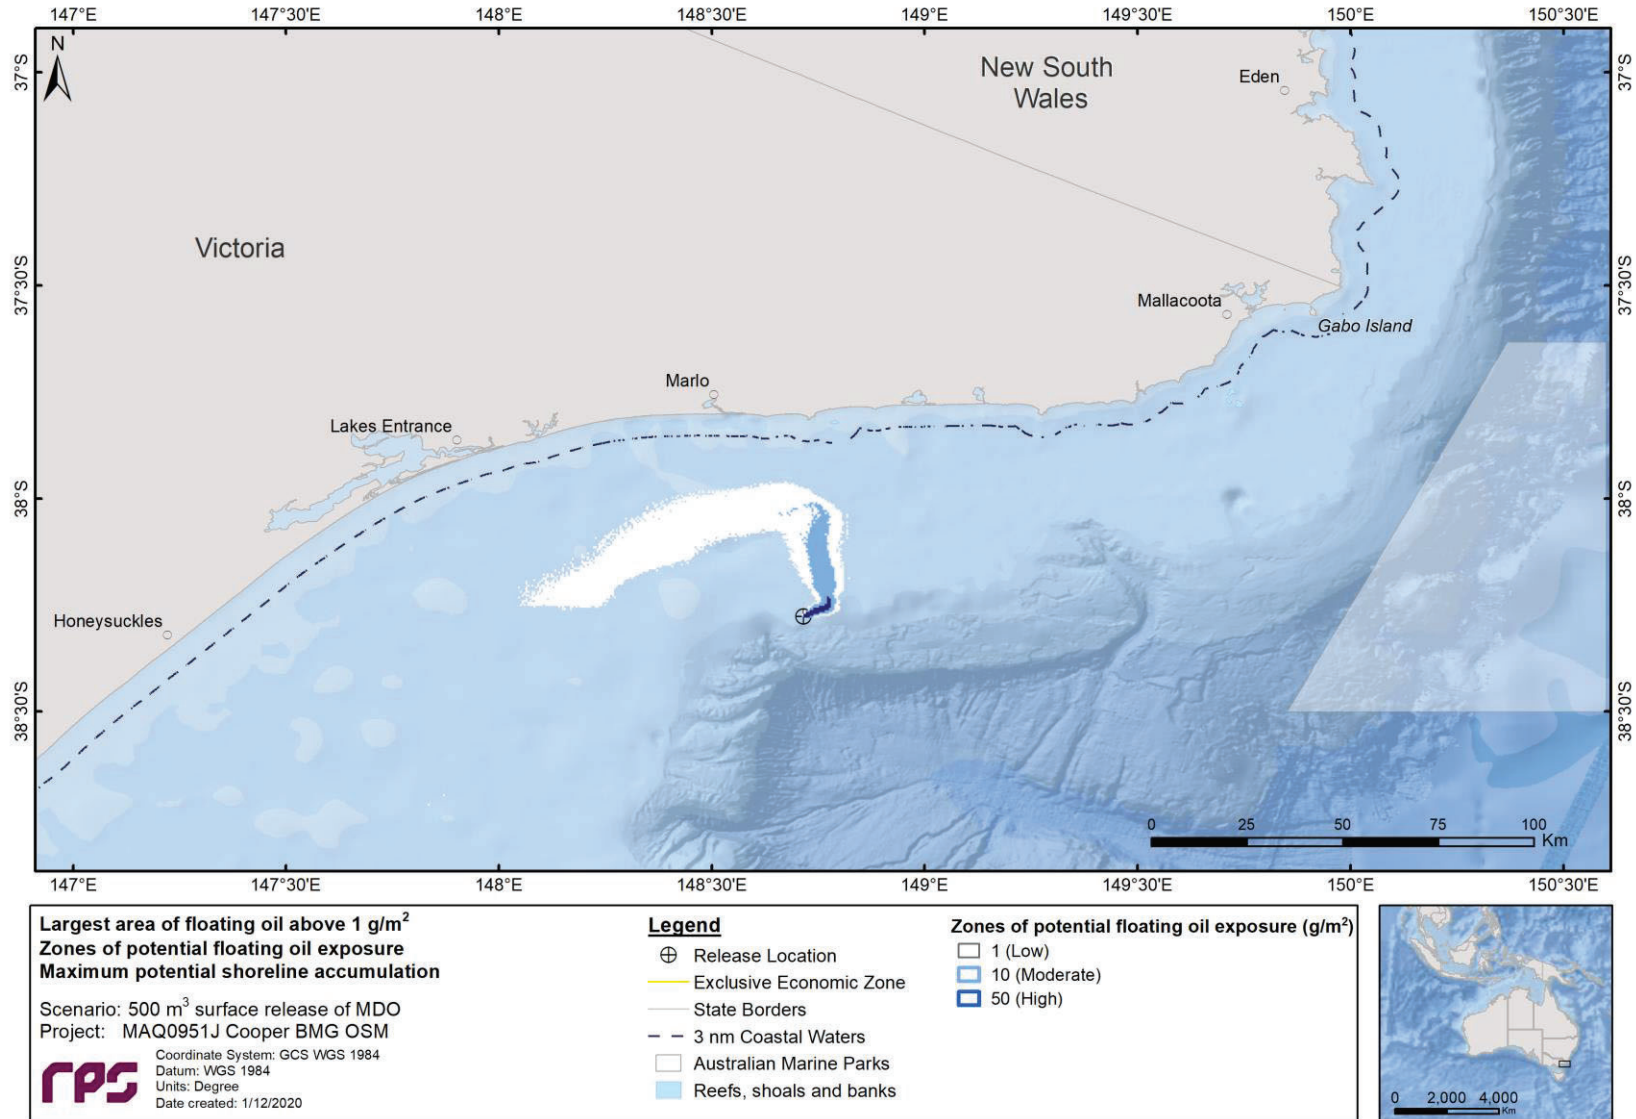 147°E 147°30'E 148°E 148°30'E 149°E 149°30'E 150°E 150°30'E
N
37°S 37°S
New South
Wales
Eden
Victoria
37°30'S 37°30'S
Mallacoota
Gabo Island
Marlo
Lakes Entrance
38°S 38°S
Honeysuckles
38°30'S 38°30'S
0 25 50 75 100
Km
147°E 147°30'E 148°E 148°30'E 149°E 149°30'E 150°E 150°30'E
Largest area of floating oil above 1 g/m²
Zones of potential floating oil exposure
Maximum potential shoreline accumulation
Scenario: 500 m³ surface release of MDO
Project: MAQ0951J Cooper BMG OSM
rps
Coordinate System: GCS WGS 1984
Datum: WGS 1984
Units: Degree
Date created: 1/12/2020
Legend
Release Location
Exclusive Economic Zone
State Borders
3 nm Coastal Waters
Australian Marine Parks
Reefs, shoals and banks
Zones of potential floating oil exposure (g/m²)
1 (Low)
10 (Moderate)
50 (High)
0 2,000 4,000
Km